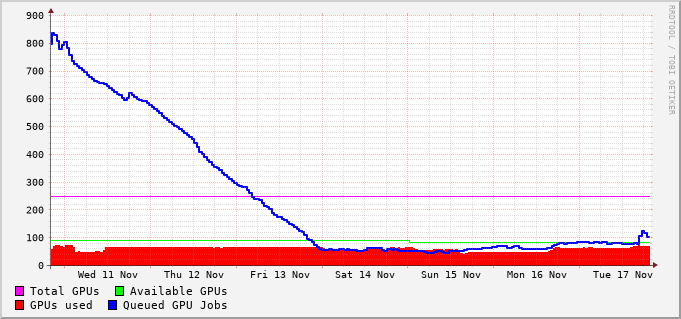 900
800
700
600
500
400
300
200
100
0
Wed 11 Nov Thu 12 Nov Fri 13 Nov Sat 14 Nov Sun 15 Nov Mon 16 Nov Tue 17 Nov
Total GPUs Available GPUs
GPUs used Queued GPU Jobs
RRDTOOL / TOBI OETIKER